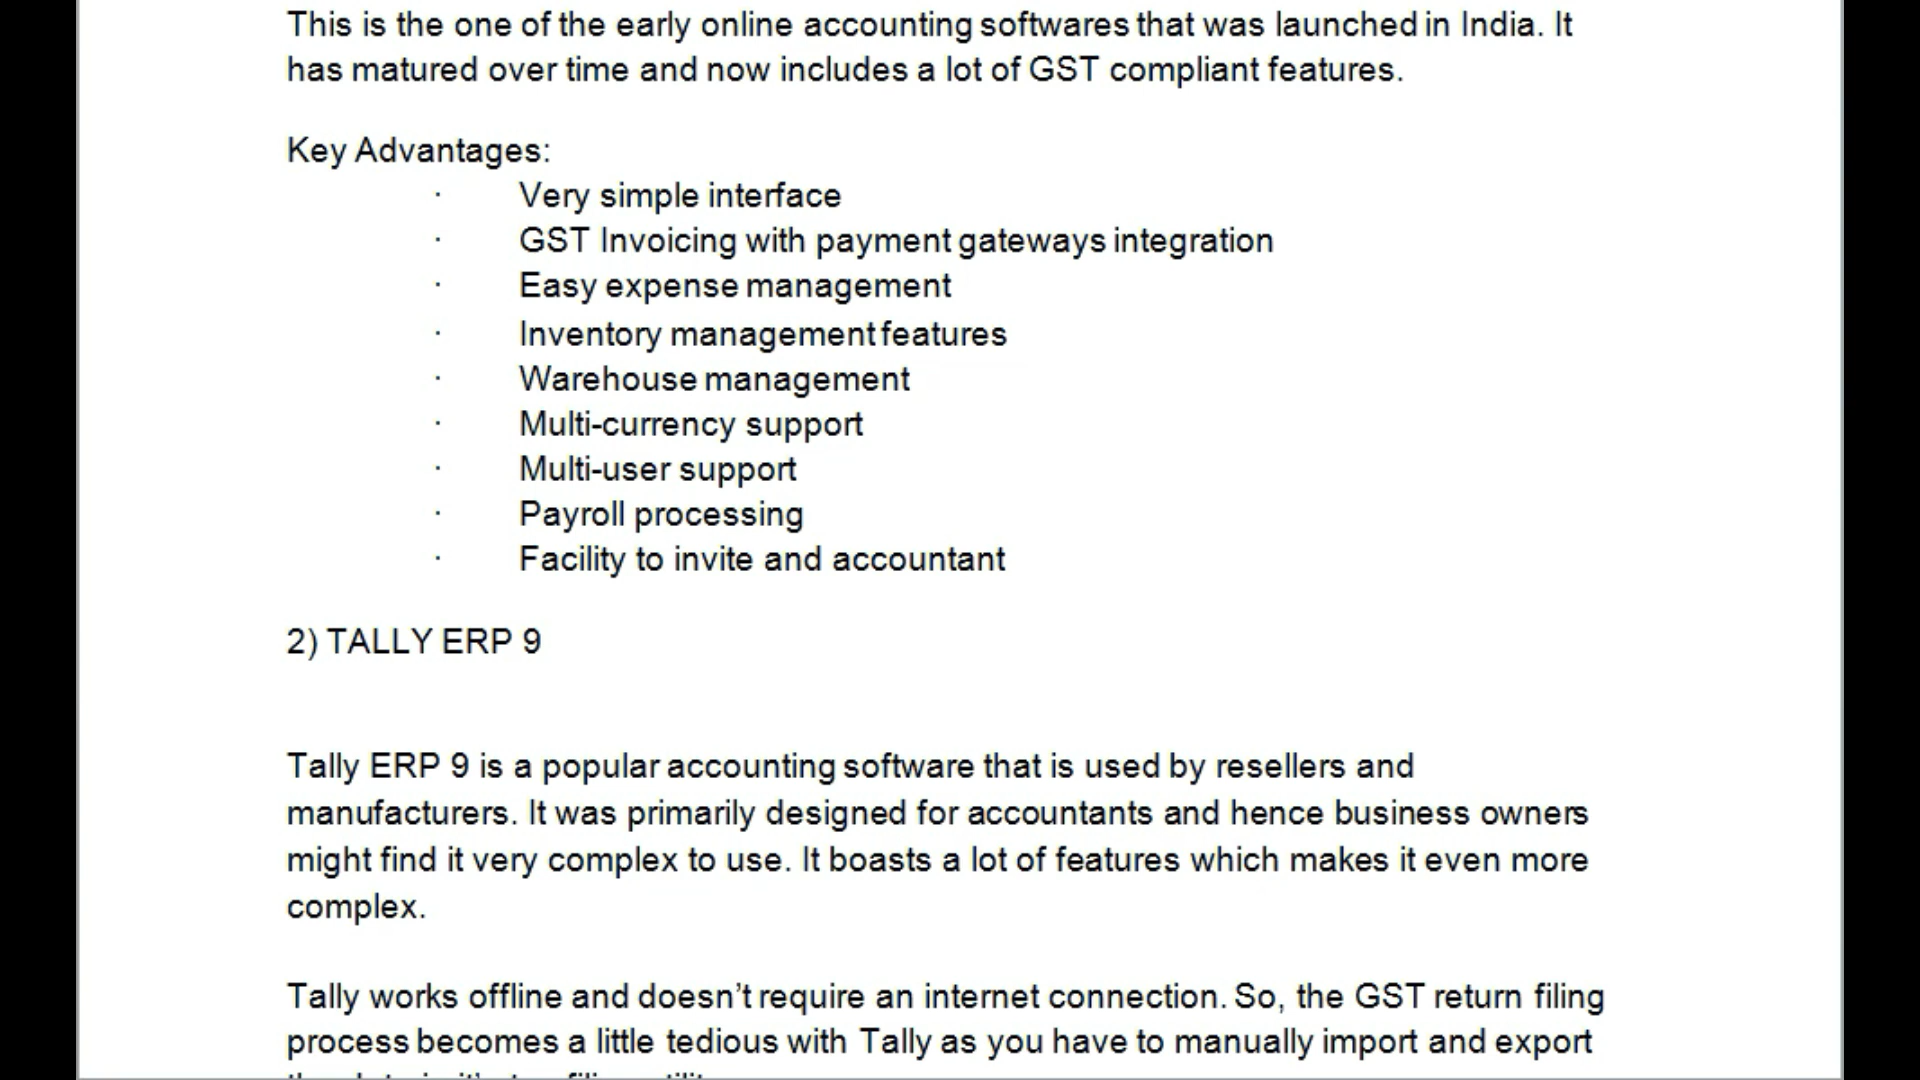 This is the one of the early online accounting softwares that was launched in India. It
has matured over time and now includes a lot of GST compliant features.
Key Advantages:
· Very simple interface
· GST Invoicing with payment gateways integration
· Easy expense management
· Inventory management features
· Warehouse management
· Multi-currency support
· Multi-user support
· Payroll processing
· Facility to invite and accountant
2) TALLY ERP 9
Tally ERP 9 is a popular accounting software that is used by resellers and
manufacturers. It was primarily designed for accountants and hence business owners
might find it very complex to use. It boasts a lot of features which makes it even more
complex.
Tally works offline and doesn’t require an internet connection. So, the GST return filing
process becomes a little tedious with Tally as you have to manually import and export